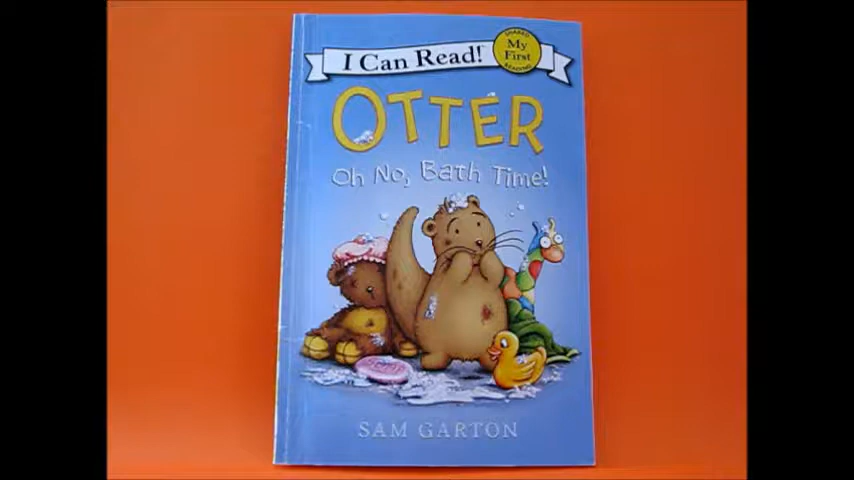 I Can Read!
SHARED
My
First
READING
OTTER
Oh No, Bath Time!
SAM GARTON